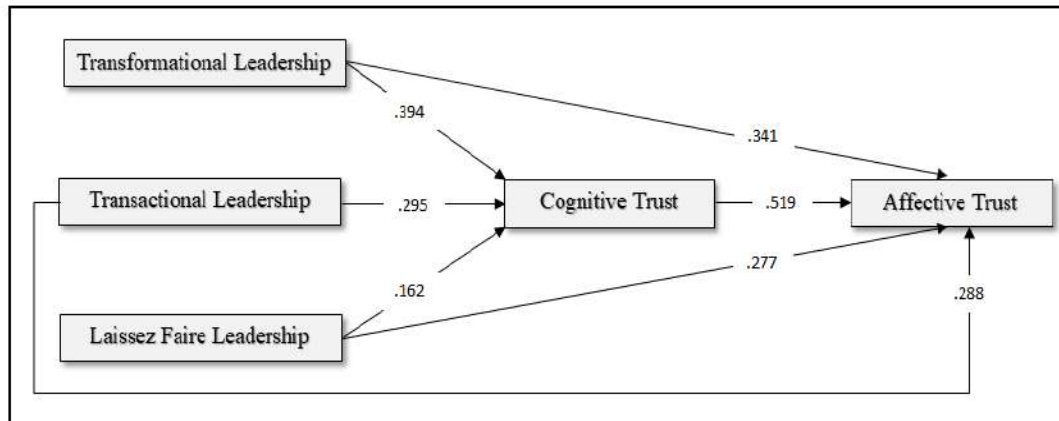 Transformational Leadership
.394
.341
Transactional Leadership
.295
Cognitive Trust
.519
Affective Trust
.277
.162
.288
Laissez Faire Leadership